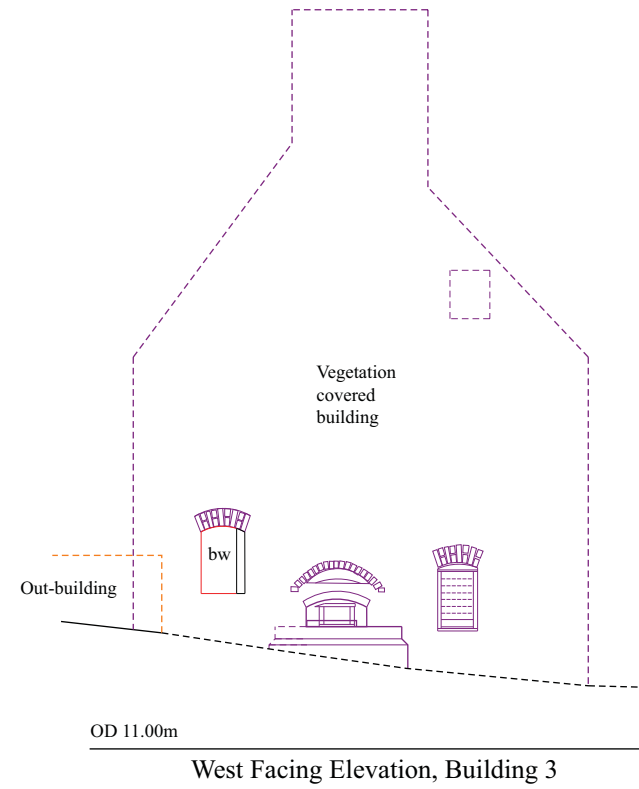 Vegetation
covered
building
bw
Out-building
OD 11.00m
West Facing Elevation, Building 3